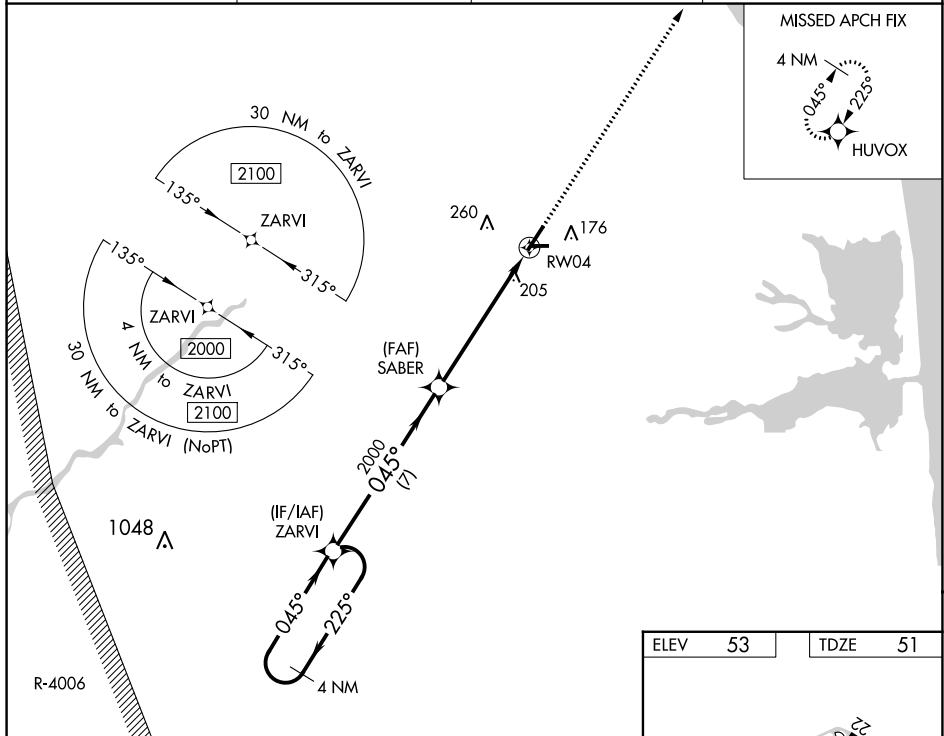 MISSED APCH FIX
4 NM
045°
225°
HUVOX
30 NM to ZARVI
2100
135°
ZARVI
315°
135°
ZARVI
2000
315°
4 NM to ZARVI
2100
30 NM to ZARVI (NoPT)
260
176
RW04
205
(FAF)
SABER
2000
045°
(7)
1048
(IF/IAF)
ZARVI
045°
225°
4 NM
R-4006
ELEV 53
TDZE 51
22